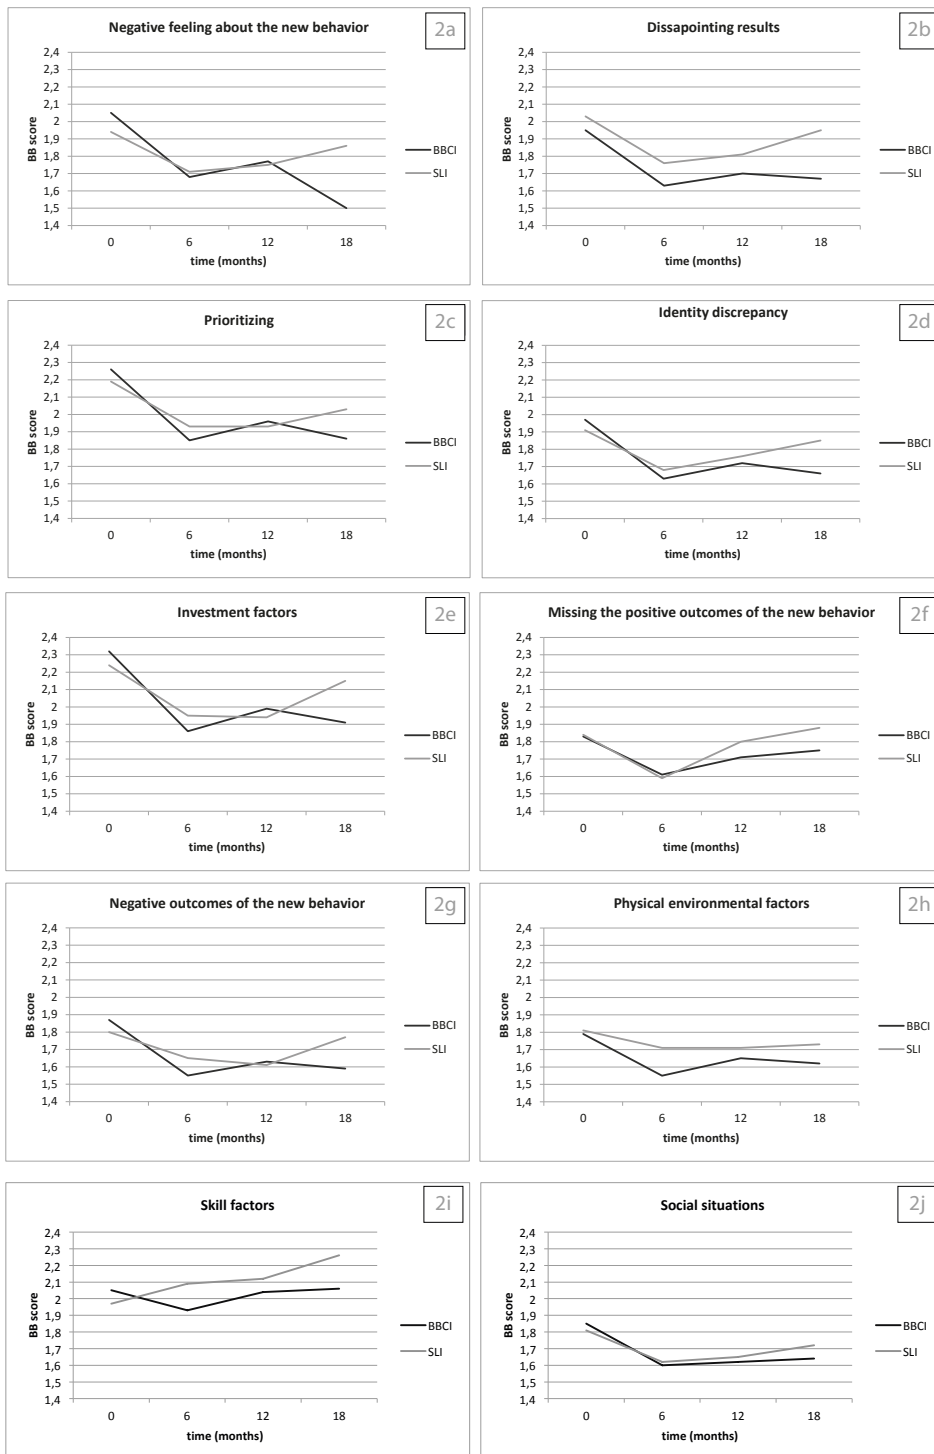 Negative feeling about the new behavior
2a
2,4
2,3
2,2
2,1
2
1,9
1,8
1,7
1,6
1,5
1,4
BB score
0 6 12 18
time (months)
BBCI
SLI
Dissapointing results
2b
2,4
2,3
2,2
2,1
2
1,9
1,8
1,7
1,6
1,5
1,4
BB score
0 6 12 18
time (months)
BBCI
SLI
Prioritizing
2c
2,4
2,3
2,2
2,1
2
1,9
1,8
1,7
1,6
1,5
1,4
BB score
0 6 12 18
time (months)
BBCI
SLI
Identity discrepancy
2d
2,4
2,3
2,2
2,1
2
1,9
1,8
1,7
1,6
1,5
1,4
BB score
0 6 12 18
time (months)
BBCI
SLI
Investment factors
2e
2,4
2,3
2,2
2,1
2
1,9
1,8
1,7
1,6
1,5
1,4
BB score
0 6 12 18
time (months)
BBCI
SLI
Missing the positive outcomes of the new behavior
2f
2,4
2,3
2,2
2,1
2
1,9
1,8
1,7
1,6
1,5
1,4
BB score
0 6 12 18
time (months)
BBCI
SLI
Negative outcomes of the new behavior
2g
2,4
2,3
2,2
2,1
2
1,9
1,8
1,7
1,6
1,5
1,4
BB score
0 6 12 18
time (months)
BBCI
SLI
Physical environmental factors
2h
2,4
2,3
2,2
2,1
2
1,9
1,8
1,7
1,6
1,5
1,4
BB score
0 6 12 18
time (months)
BBCI
SLI
Skill factors
2i
2,4
2,3
2,2
2,1
2
1,9
1,8
1,7
1,6
1,5
1,4
BB score
0 6 12 18
time (months)
BBCI
SLI
Social situations
2j
2,4
2,3
2,2
2,1
2
1,9
1,8
1,7
1,6
1,5
1,4
BB score
0 6 12 18
time (months)
BBCI
SLI